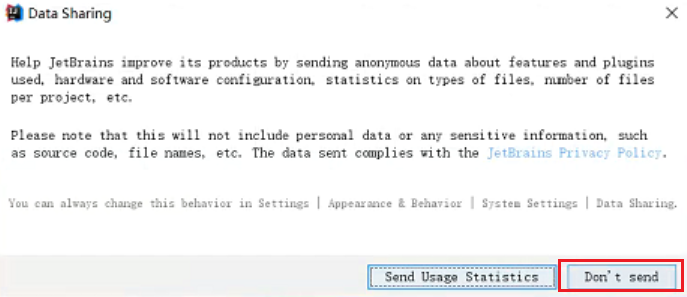 Data Sharing
Help JetBrains improve its products by sending anonymous data about features and plugins
used, hardware and software configuration, statistics on types of files, number of files
per project, etc.
Please note that this will not include personal data or any sensitive information, such
as source code, file names, etc. The data sent complies with the JetBrains Privacy Policy.
You can always change this behavior in Settings | Appearance & Behavior | System Settings | Data Sharing.
Send Usage Statistics
Don't send